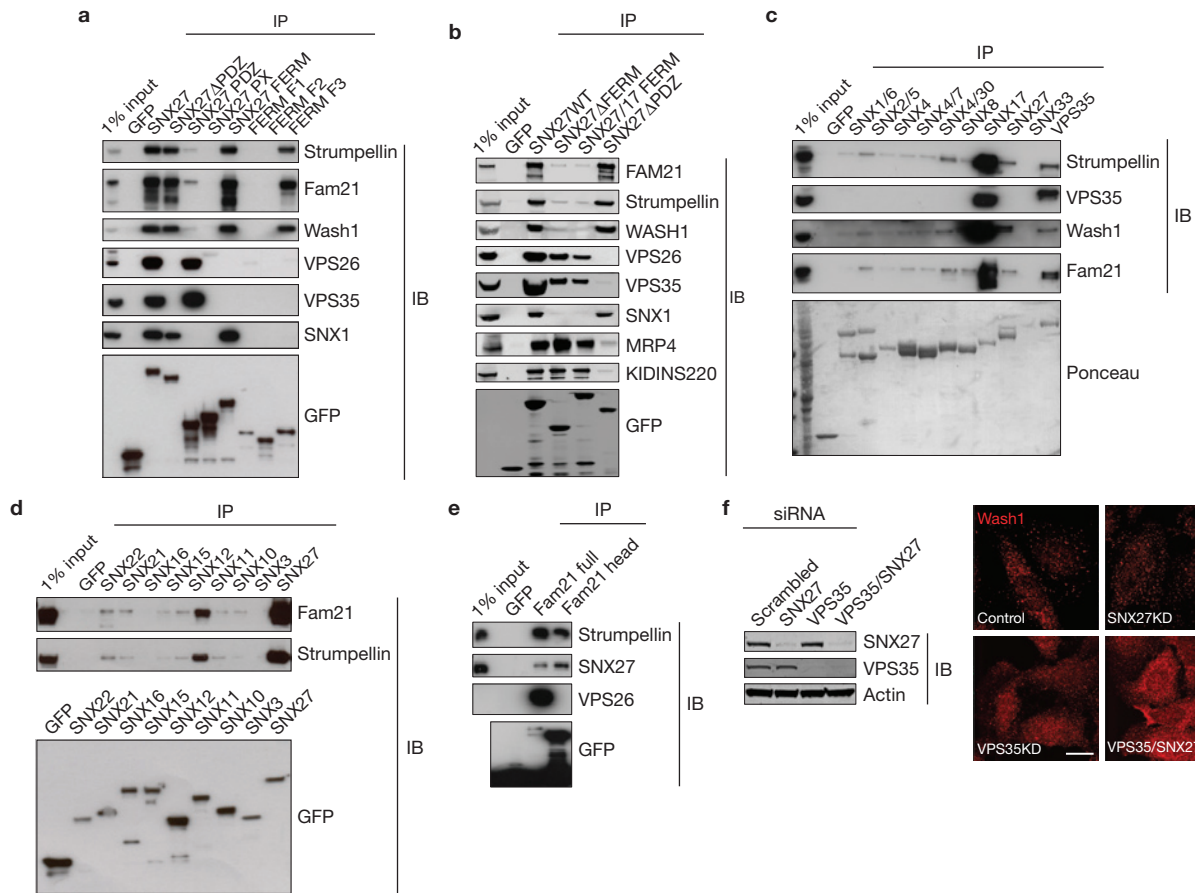 a
IP
1% input
GFP
SNX27
SNX27ΔPDZ
SNX27 PDZ
SNX27 PX
SNX27 FERM
FERM F1
FERM F2
FERM F3
Strumpellin
Fam21
Wash1
VPS26
VPS35
SNX1
GFP
IB
b
IP
1% input
GFP
SNX27WT
SNX27ΔFERM
SNX27/17 FERM
SNX27ΔPDZ
FAM21
Strumpellin
WASH1
VPS26
VPS35
SNX1
MRP4
KIDINS220
GFP
IB
c
IP
1% input
GFP
SNX1/6
SNX2/5
SNX4
SNX4/7
SNX4/30
SNX8
SNX17
SNX27
SNX33
VPS35
Strumpellin
VPS35
Wash1
Fam21
Ponceau
IB
d
IP
1% input
GFP
SNX22
SNX21
SNX16
SNX15
SNX12
SNX11
SNX10
SNX3
SNX27
Fam21
Strumpellin
GFP
SNX22
SNX21
SNX16
SNX15
SNX12
SNX11
SNX10
SNX3
SNX27
GFP
IB
e
IP
1% input
GFP
Fam21 full
Fam21 head
Strumpellin
SNX27
VPS26
GFP
IB
f
siRNA
Scrambled
SNX27
VPS35
VPS35/SNX27
SNX27
VPS35
Actin
IB
Wash1
Control
SNX27KD
VPS35KD
VPS35/SNX27